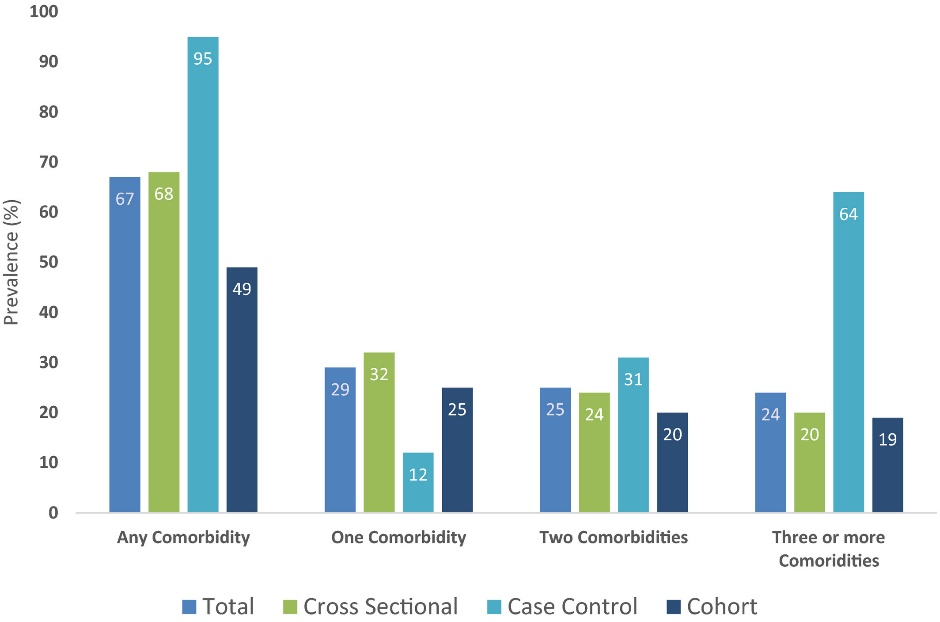 100
90
80
70
60
50
40
30
20
10
0
Prevalence (%)
67
68
95
49
29
32
12
25
25
24
31
20
24
20
64
19
Any Comorbidity
One Comorbidity
Two Comorbidities
Three or more
Comoridities
Total
Cross Sectional
Case Control
Cohort